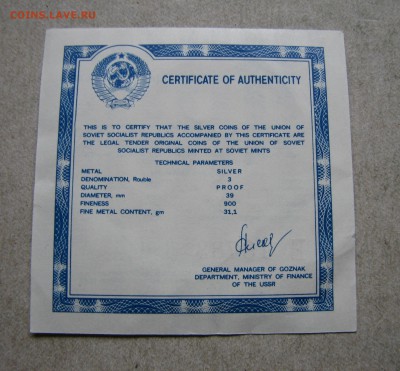 COINS.LAVE.RU
CERTIFICATE OF AUTHENTICITY
THIS IS TO CERTIFY THAT THE SILVER COINS OF THE UNION OF
SOVIET SOCIALIST REPUBLICS ACCOMPANIED BY THIS CERTIFICATE ARE
THE LEGAL TENDER ORIGINAL COINS OF THE UNION OF SOVIET
SOCIALIST REPUBLICS MINTED AT SOVIET MINTS
TECHNICAL PARAMETERS
METAL SILVER
DENOMINATION, Rouble 3
QUALITY PROOF
DIAMETER, mm 39
FINENESS 900
FINE METAL CONTENT, gm 31,1
GENERAL MANAGER OF GOZNAK
DEPARTMENT, MINISTRY OF FINANCE
OF THE USSR